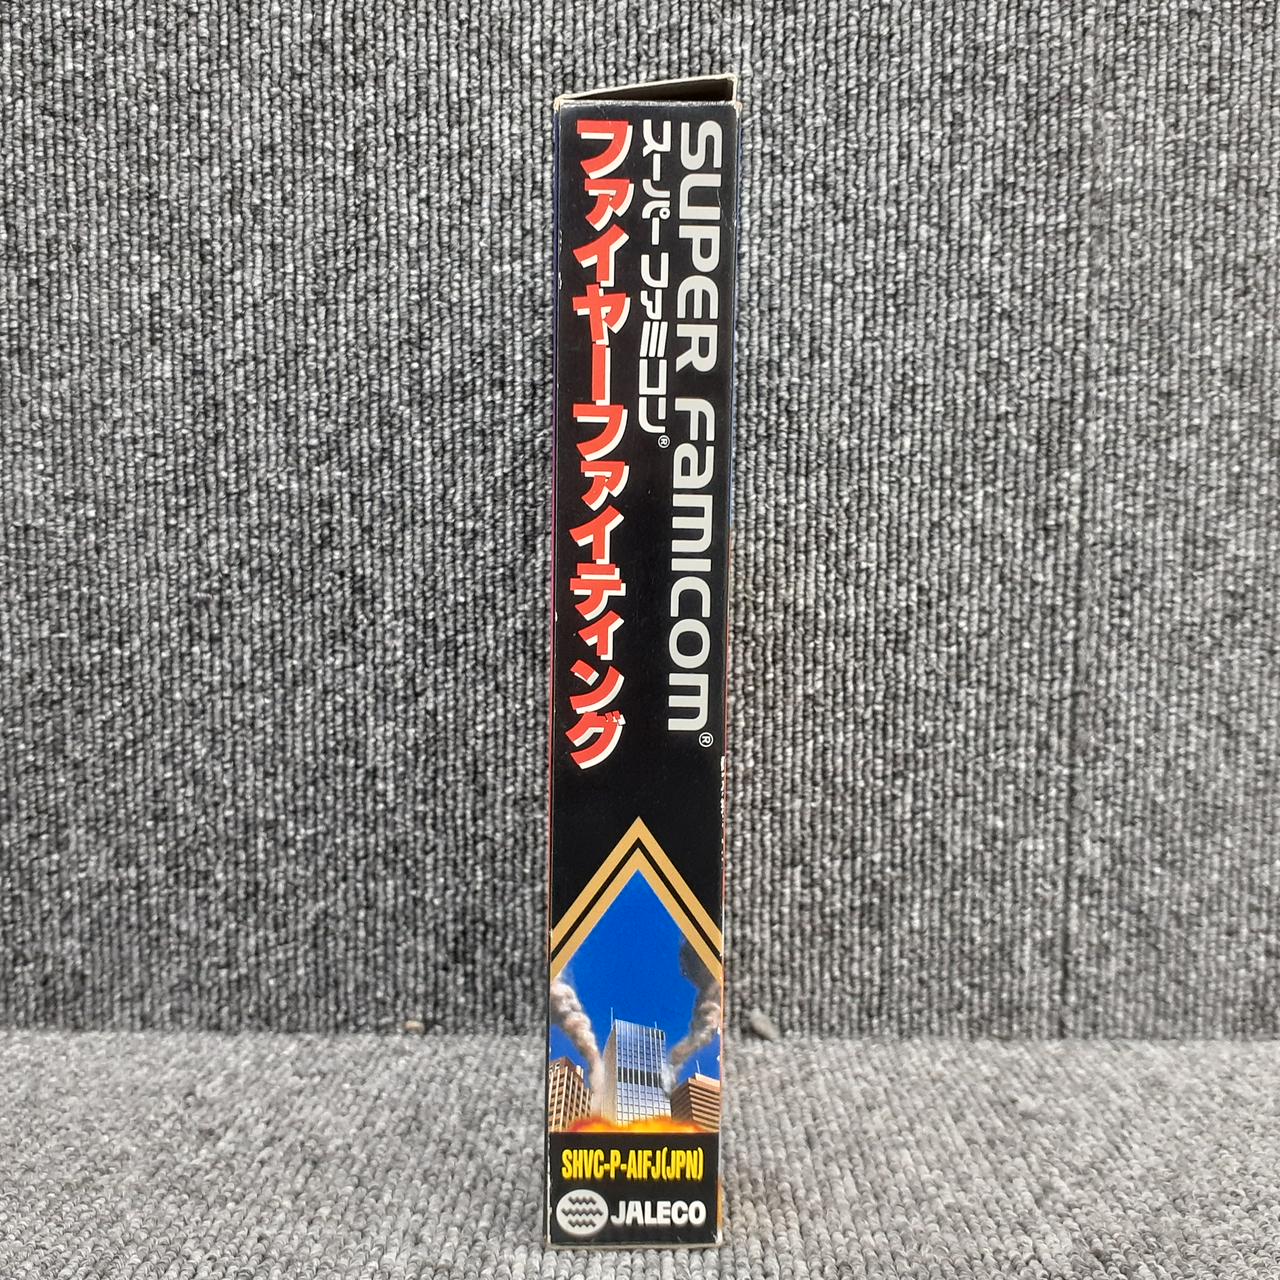 SUPER FAMICOM®
スーパーファミコン®
ファイヤーファイティング
SHVC-P-AIFJ(JPN)
JALECO